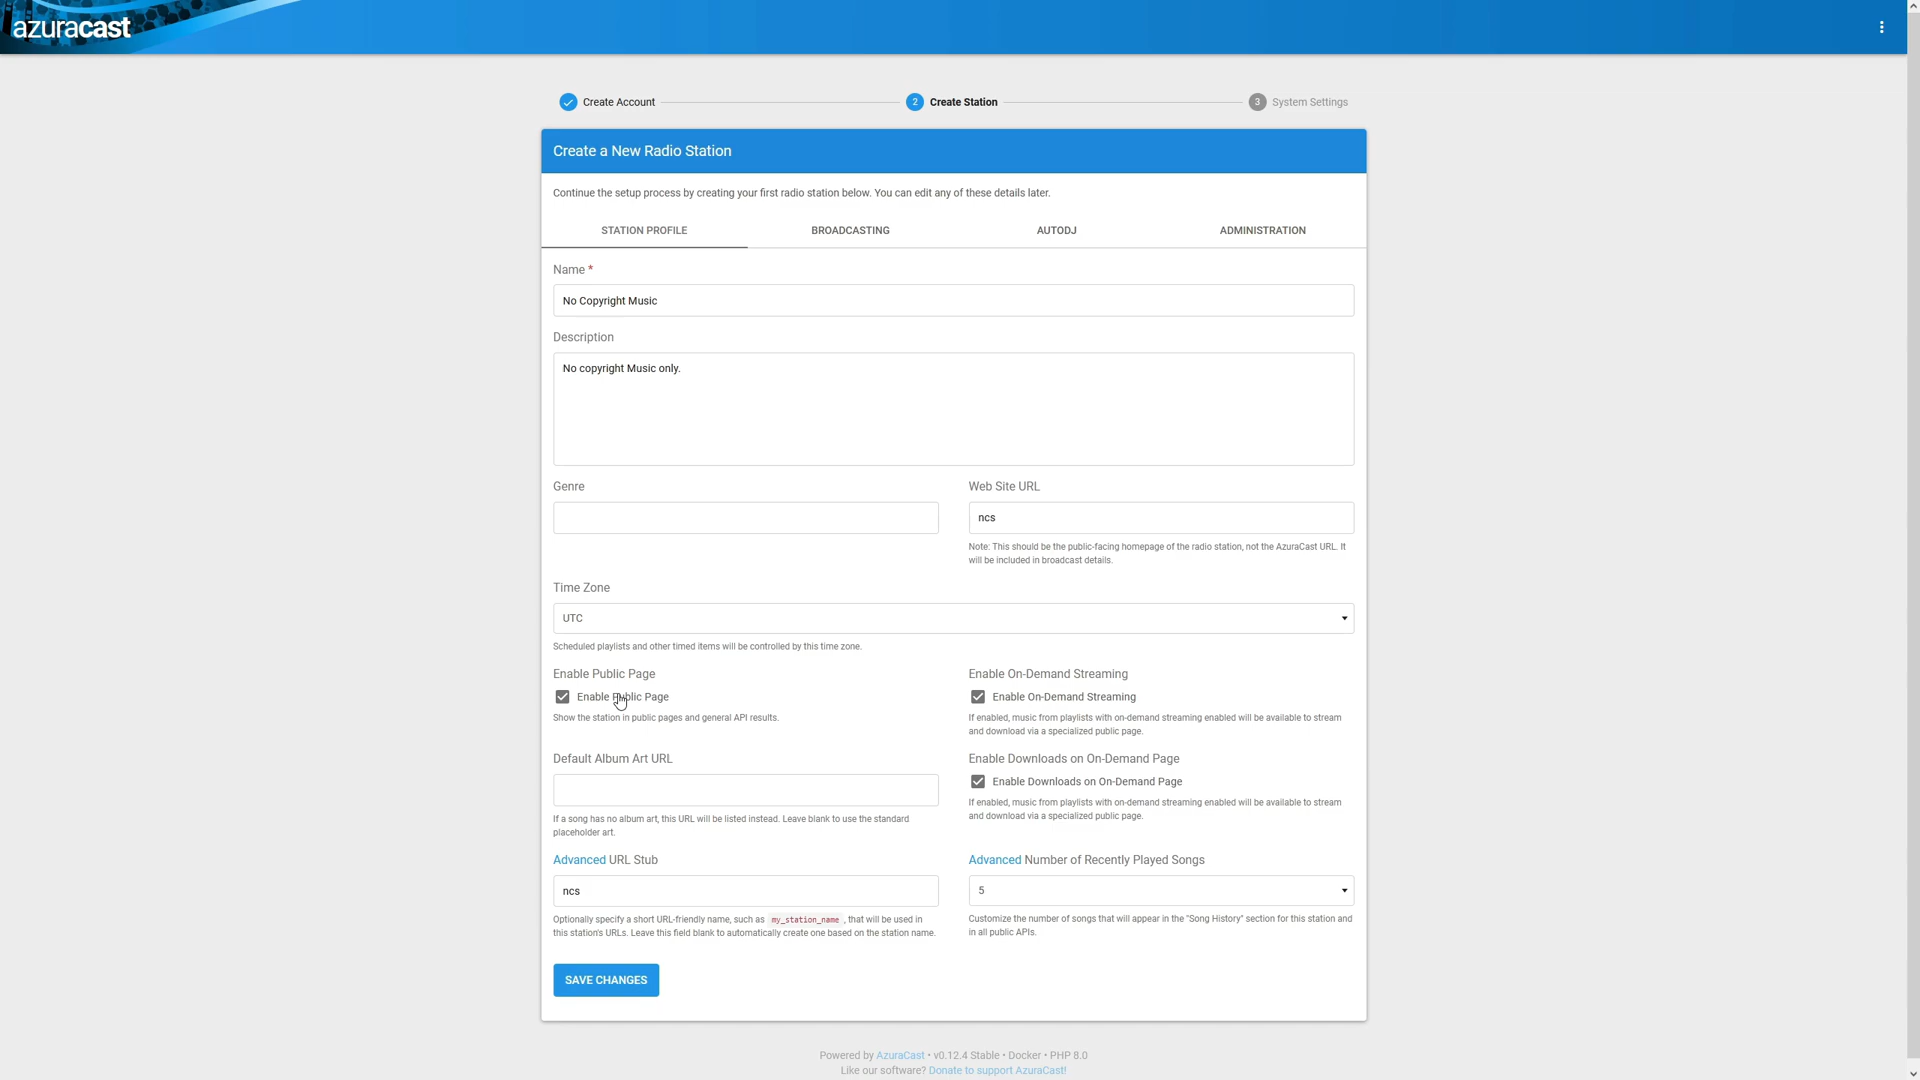 azuracast
Create Account
2 Create Station
3 System Settings
Create a New Radio Station
Continue the setup process by creating your first radio station below. You can edit any of these details later.
STATION PROFILE
BROADCASTING
AUTODJ
ADMINISTRATION
Name *
No Copyright Music
Description
No copyright Music only.
Genre
Web Site URL
ncs
Note: This should be the public-facing homepage of the radio station, not the AzuraCast URL. It
will be included in broadcast details.
Time Zone
UTC
Scheduled playlists and other timed items will be controlled by this time zone.
Enable Public Page
Enable Public Page
Show the station in public pages and general API results.
Enable On-Demand Streaming
Enable On-Demand Streaming
If enabled, music from playlists with on-demand streaming enabled will be available to stream
and download via a specialized public page.
Default Album Art URL
If a song has no album art, this URL will be listed instead. Leave blank to use the standard
placeholder art.
Enable Downloads on On-Demand Page
Enable Downloads on On-Demand Page
If enabled, music from playlists with on-demand streaming enabled will be available to stream
and download via a specialized public page.
Advanced URL Stub
ncs
Optionally specify a short URL-friendly name, such as my_station_name, that will be used in
this station's URLs. Leave this field blank to automatically create one based on the station name.
Advanced Number of Recently Played Songs
5
Customize the number of songs that will appear in the "Song History" section for this station and
in all public APIs.
SAVE CHANGES
Powered by AzuraCast • v0.12.4 Stable • Docker • PHP 8.0
Like our software? Donate to support AzuraCast!